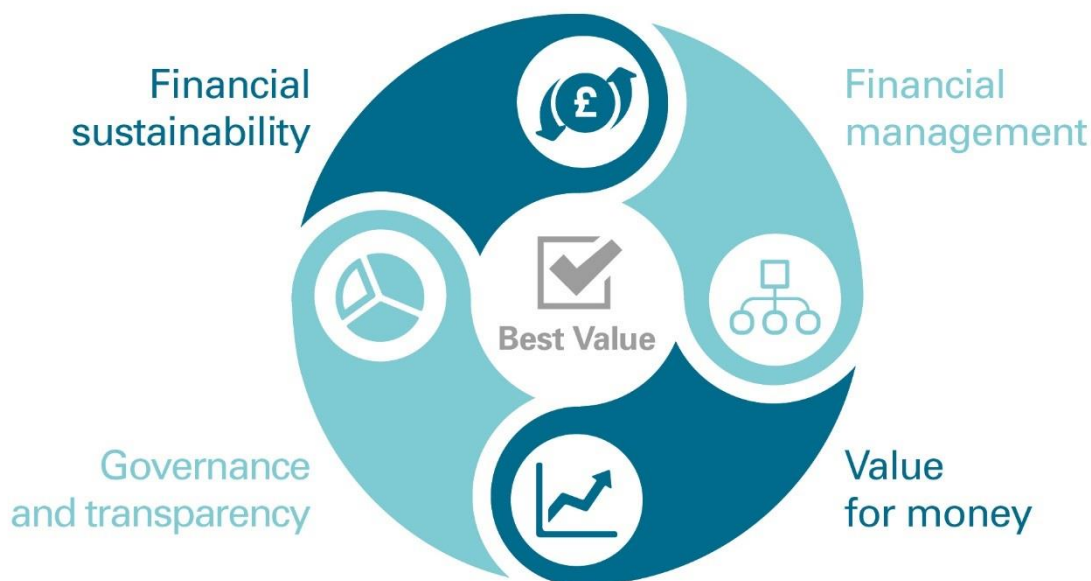 Financial
sustainability
Financial
management
£
Best Value
Governance
and transparency
Value
for money